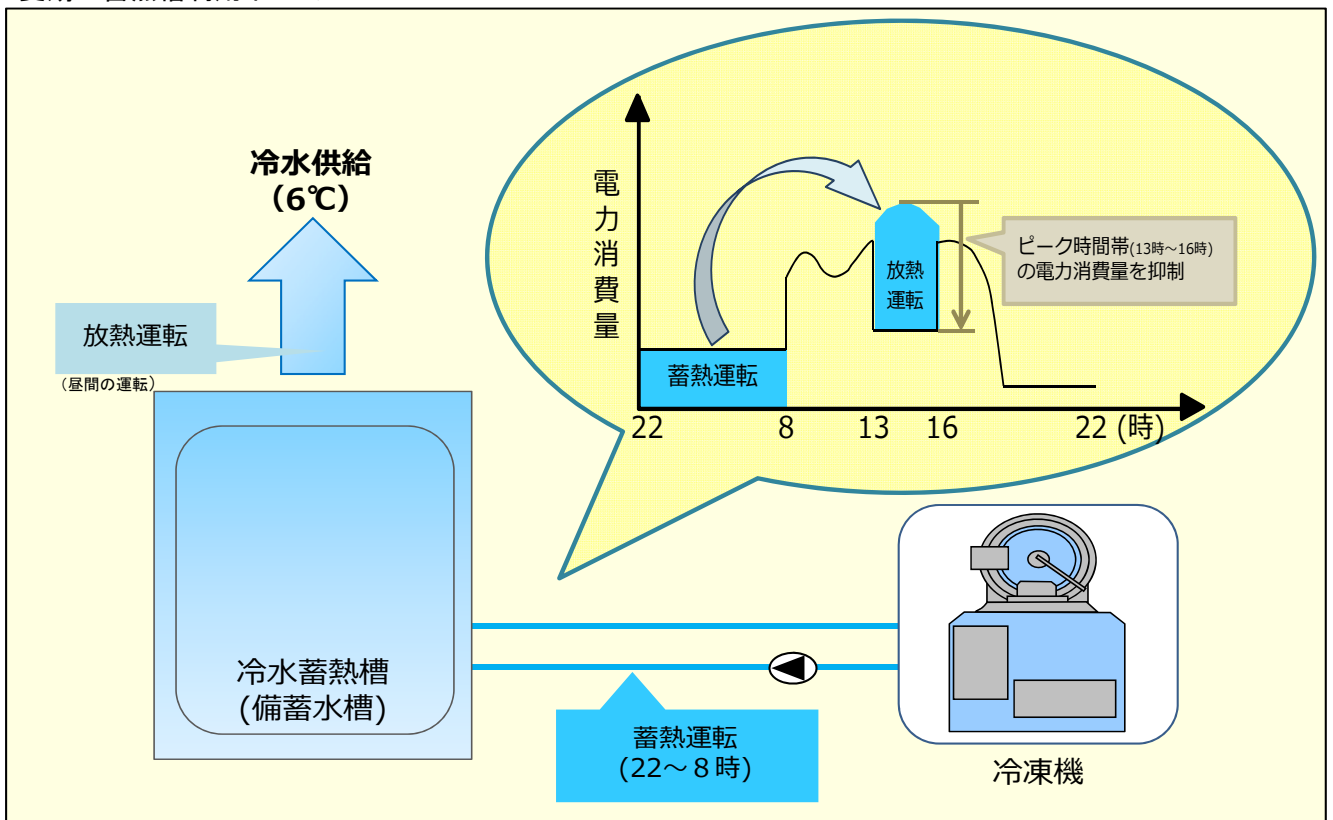 冷水供給
（6℃）
放熱運転
（昼間の運転）
冷水蓄熱槽
(備蓄水槽)
電力消費量
放熱
運転
ピーク時間帯(13時～16時)
の電力消費量を抑制
蓄熱運転
22 8 13 16 22 (時)
蓄熱運転
(22～８時)
冷凍機